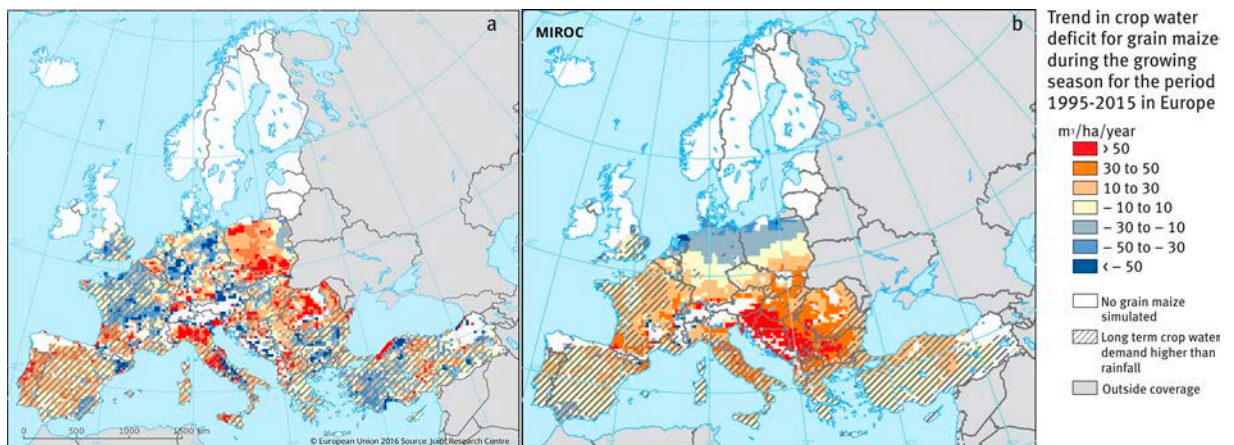 a
MIROC
b
Trend in crop water
deficit for grain maize
during the growing
season for the period
1995-2015 in Europe
m³/ha/year
> 50
30 to 50
10 to 30
– 10 to 10
– 30 to – 10
– 50 to – 30
< – 50
No grain maize
simulated
Long term crop water
demand higher than
rainfall
Outside coverage
0 500 1000 1500 km
© European Union 2016 Source: Joint Research Centre